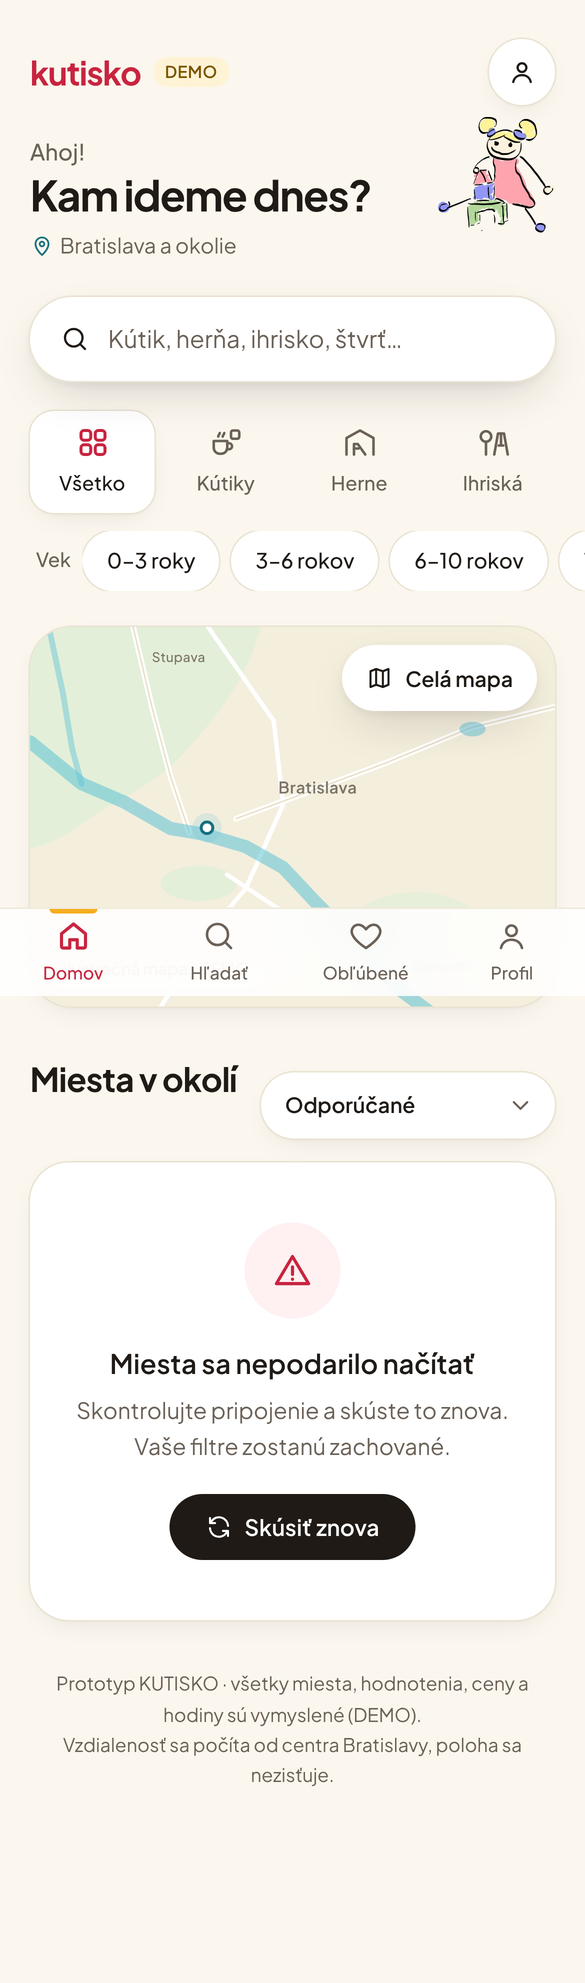 kutisko DEMO
Ahoj!
Kam ideme dnes?
Bratislava a okolie
Kútik, herňa, ihrisko, štvrť...
Všetko Kútiky Herne Ihriská
Vek 0–3 roky 3–6 rokov 6–10 rokov
Stupava
Celá mapa
Bratislava
Domov Hľadať Obľúbené Profil
Miesta v okolí
Odporúčané
Miesta sa nepodarilo načítať
Skontrolujte pripojenie a skúste to znova.
Vaše filtre zostanú zachované.
Skúsiť znova
Prototyp KUTISKO · všetky miesta, hodnotenia, ceny a
hodiny sú vymyslené (DEMO).
Vzdialenosť sa počíta od centra Bratislavy, poloha sa
nezisťuje.